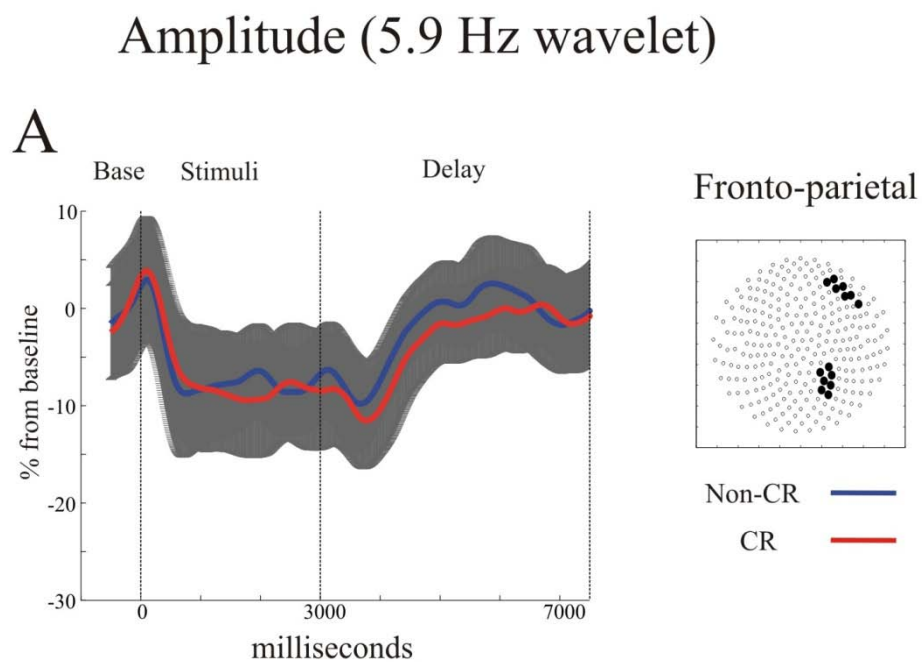 Amplitude (5.9 Hz wavelet)
A
Base Stimuli Delay
Fronto-parietal
10
0
-10
-20
-30
% from baseline
0 3000 7000
milliseconds
Non-CR
CR